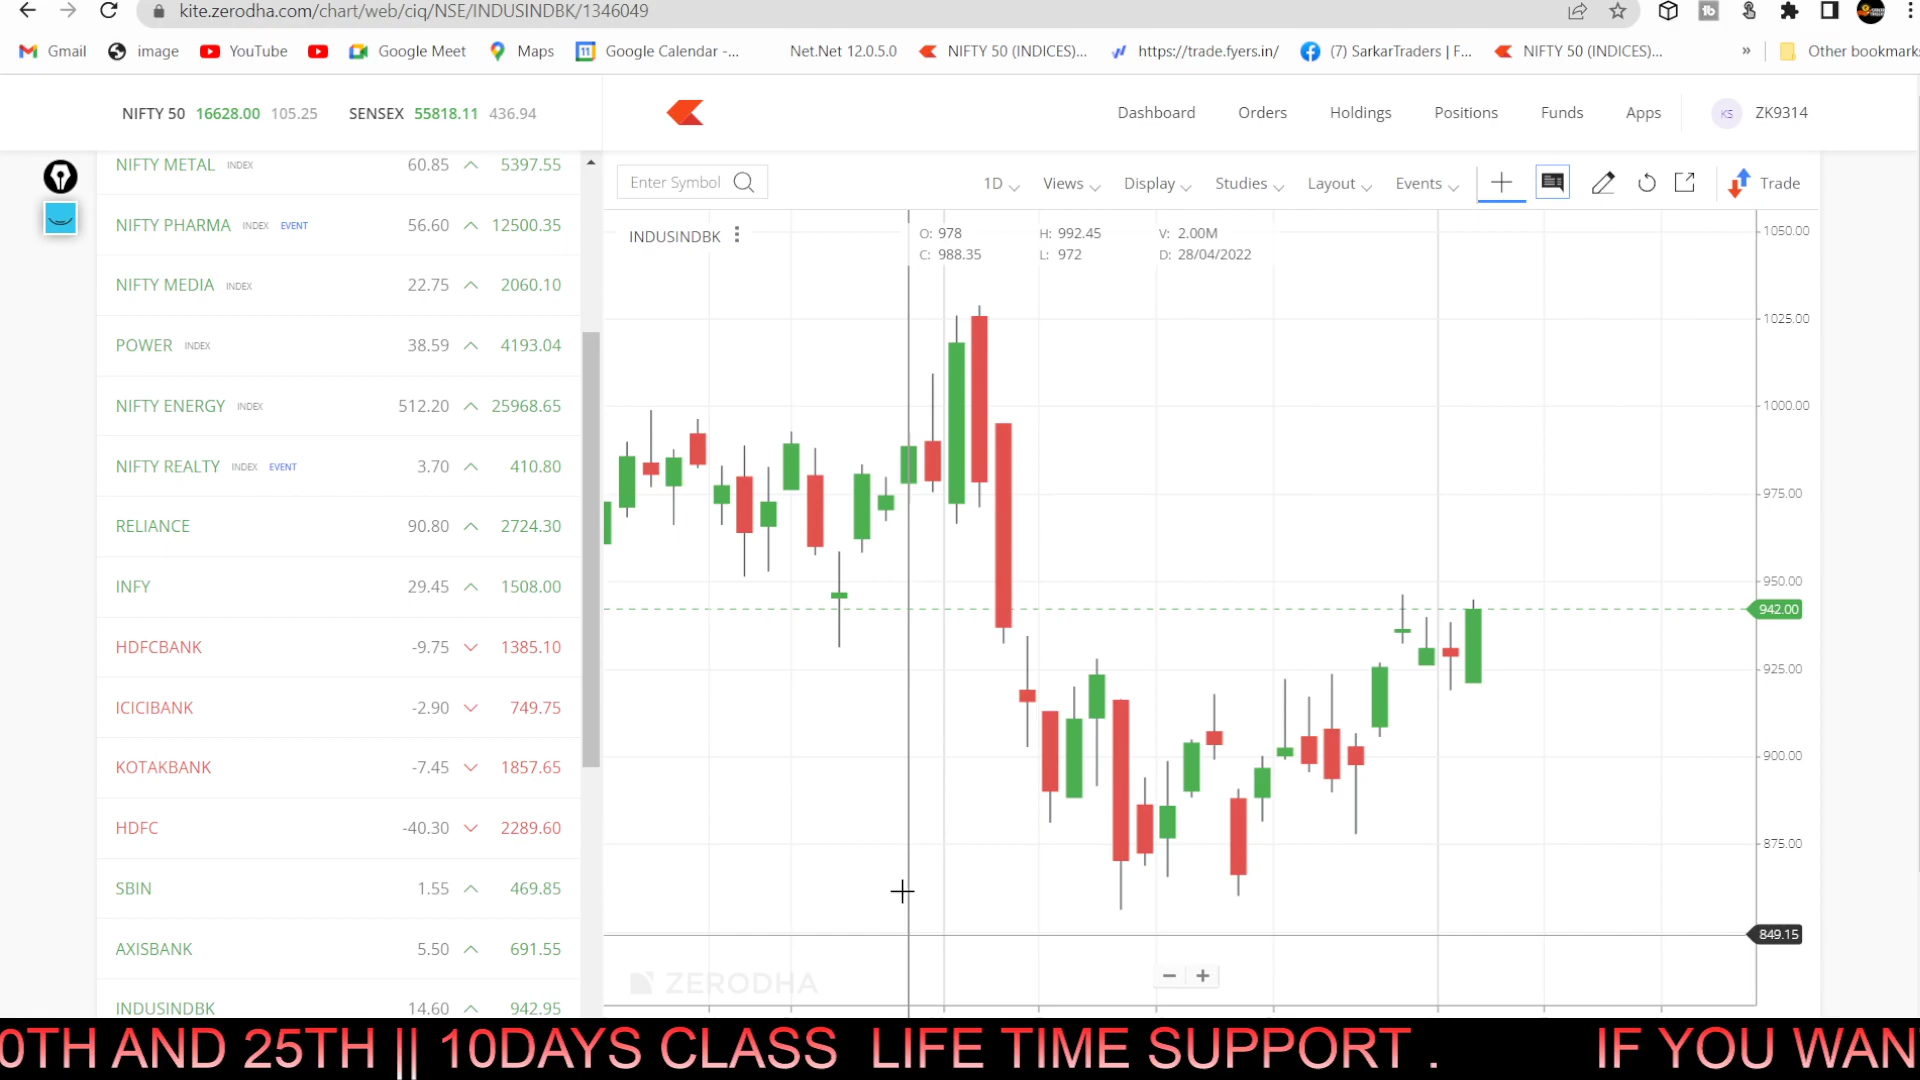 kite.zerodha.com/chart/web/ciq/NSE/INDUSINDBK/1346049
Gmail image YouTube Google Meet Maps Google Calendar -... Net.Net 12.0.5.0 NIFTY 50 (INDICES)... https://trade.fyers.in/ (7) SarkarTraders | F... NIFTY 50 (INDICES)... » Other bookmarks
NIFTY 50 16628.00 105.25 SENSEX 55818.11 436.94
Dashboard Orders Holdings Positions Funds Apps KS ZK9314
NIFTY METAL INDEX 60.85 5397.55
NIFTY PHARMA INDEX EVENT 56.60 12500.35
NIFTY MEDIA INDEX 22.75 2060.10
POWER INDEX 38.59 4193.04
NIFTY ENERGY INDEX 512.20 25968.65
NIFTY REALTY INDEX EVENT 3.70 410.80
RELIANCE 90.80 2724.30
INFY 29.45 1508.00
HDFCBANK -9.75 1385.10
ICICIBANK -2.90 749.75
KOTAKBANK -7.45 1857.65
HDFC -40.30 2289.60
SBIN 1.55 469.85
AXISBANK 5.50 691.55
INDUSINDBK 14.60 942.95
Enter Symbol 1D Views Display Studies Layout Events Trade
INDUSINDBK
O: 978 H: 992.45 V: 2.00M
C: 988.35 L: 972 D: 28/04/2022
1050.00
1025.00
1000.00
975.00
950.00
942.00
925.00
900.00
875.00
849.15
ZERODHA
0TH AND 25TH || 10DAYS CLASS LIFE TIME SUPPORT . IF YOU WAN